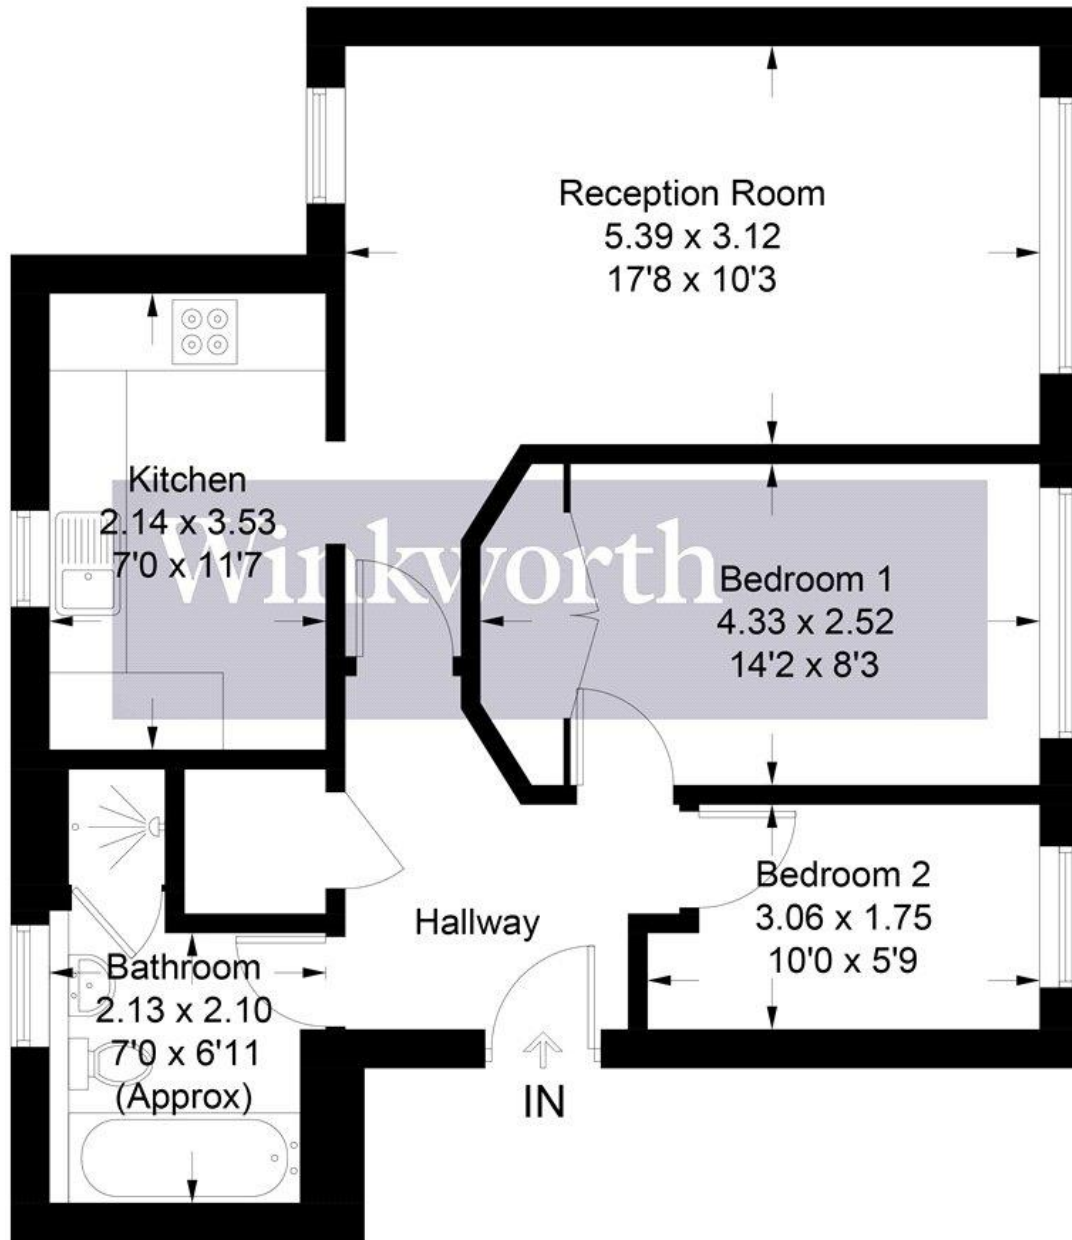 Reception Room
5.39 x 3.12
17'8 x 10'3
Kitchen
2.14 x 3.53
7'0 x 11'7
Winkworth
Bedroom 1
4.33 x 2.52
14'2 x 8'3
Bedroom 2
3.06 x 1.75
10'0 x 5'9
Hallway
Bathroom
2.13 x 2.10
7'0 x 6'11
(Approx)
IN